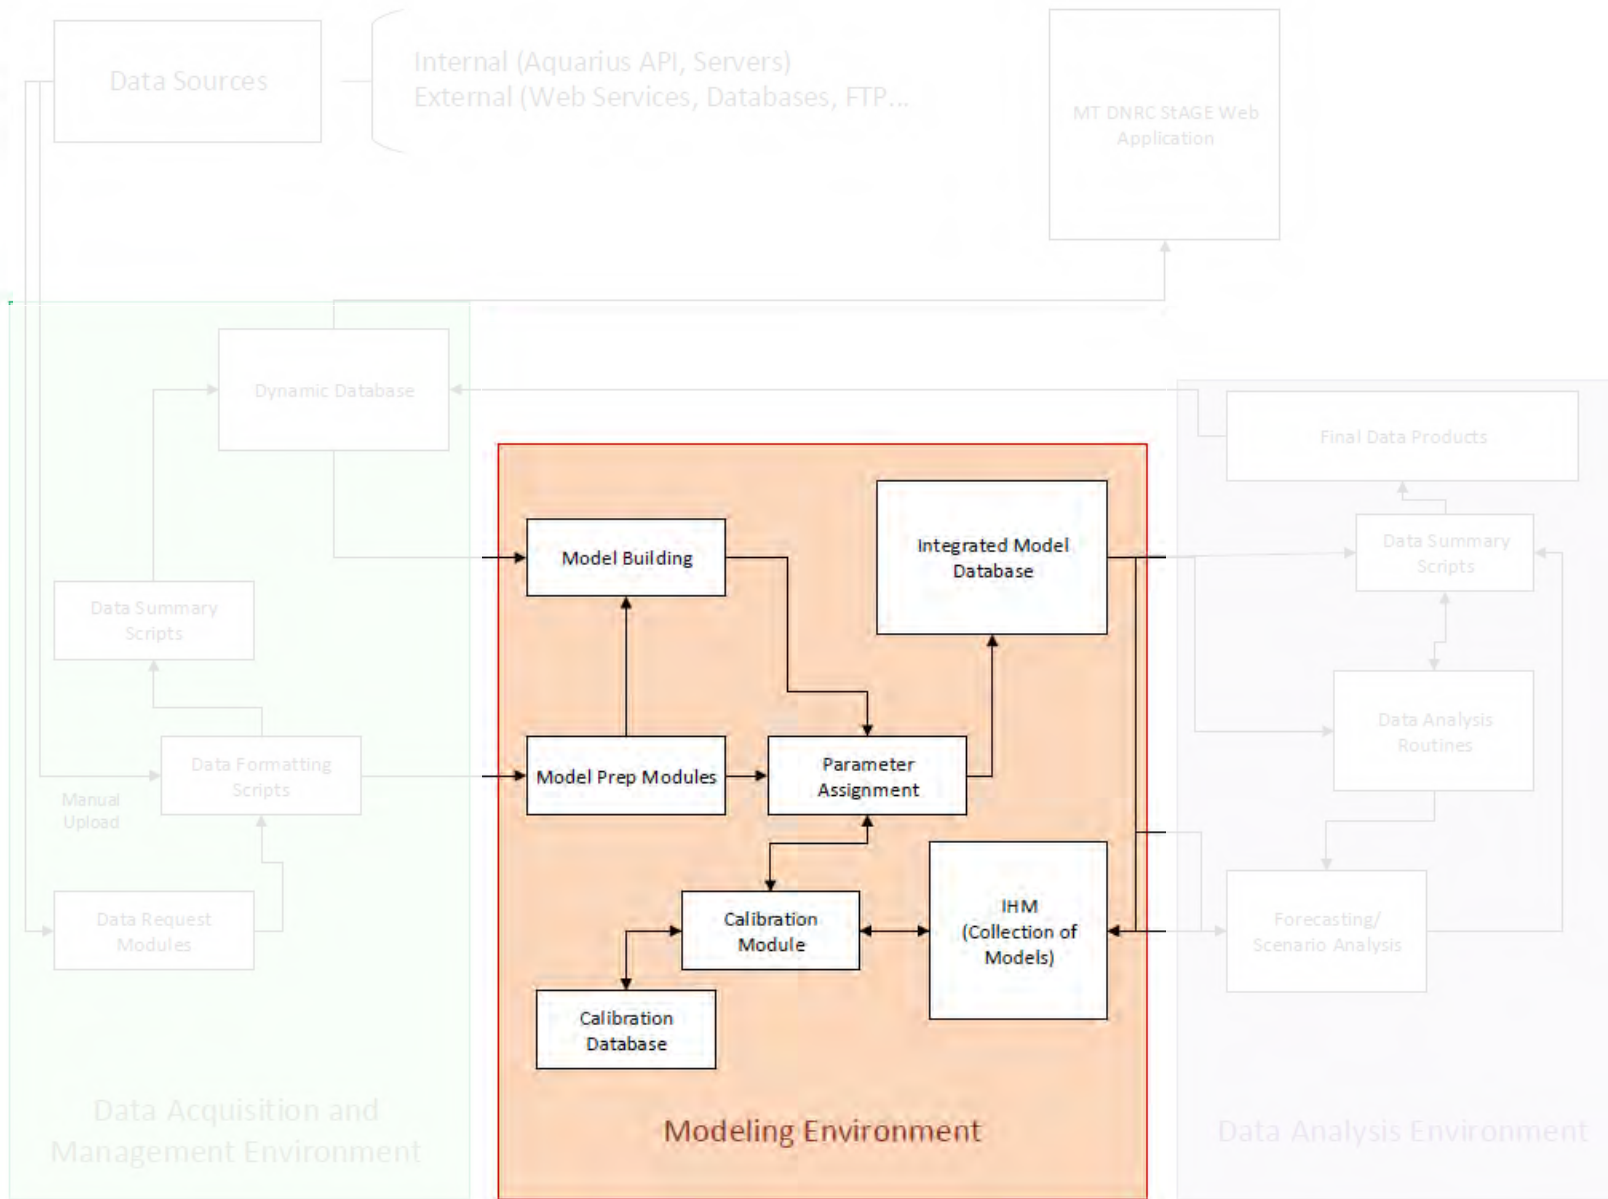 Data Sources
Internal (Aquarius API, Servers)
External (Web Services, Databases, FTP...
MT DNRC StAGE Web
Application
Dynamic Database
Final Data Products
Model Building
Integrated Model
Database
Data Summary
Scripts
Data Summary
Scripts
Data Formatting
Scripts
Manual
Upload
Model Prep Modules
Parameter
Assignment
Data Analysis
Routines
Data Request
Modules
Calibration
Module
IHM
(Collection of
Models)
Forecasting/
Scenario Analysis
Calibration
Database
Data Acquisition and
Management Environment
Modeling Environment
Data Analysis Environment